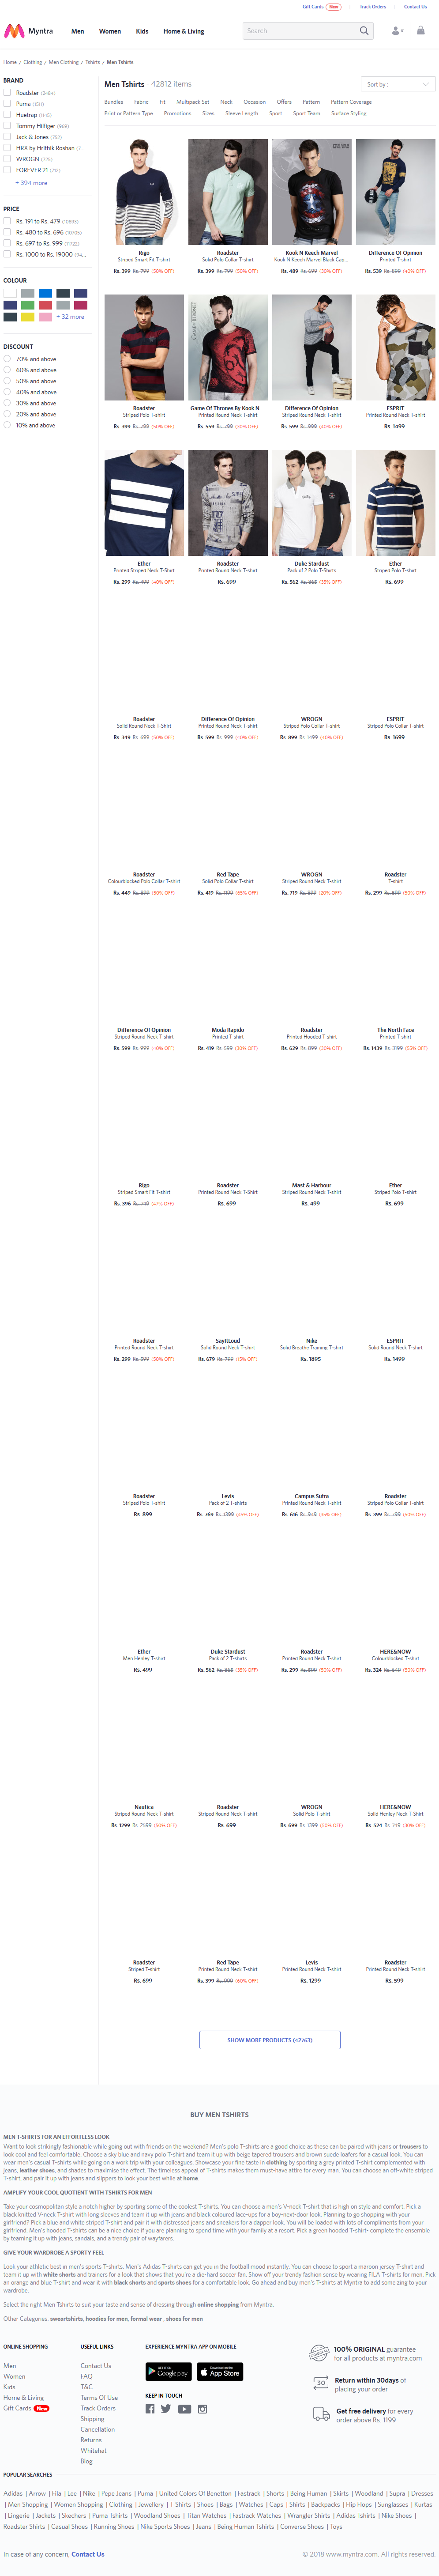 Gift Cards New Track Orders Contact Us
Myntra Men Women Kids Home & Living Search
Home / Clothing / Men Clothing / Tshirts / Men Tshirts
BRAND
Roadster (2464)
Puma (1511)
Huetrap (1145)
Tommy Hilfiger (969)
Jack & Jones (752)
HRX by Hrithik Roshan (7...
WROGN (725)
FOREVER 21 (712)
+ 394 more
PRICE
Rs. 191 to Rs. 479 (10893)
Rs. 480 to Rs. 696 (10705)
Rs. 697 to Rs. 999 (11722)
Rs. 1000 to Rs. 19000 (94...
COLOUR
+ 32 more
DISCOUNT
70% and above
60% and above
50% and above
40% and above
30% and above
20% and above
10% and above
Men Tshirts - 42812 items
Sort by :
Bundles Fabric Fit Multipack Set Neck Occasion Offers Pattern Pattern Coverage
Print or Pattern Type Promotions Sizes Sleeve Length Sport Sport Team Surface Styling
Rigo Roadster Kook N Keech Marvel Difference Of Opinion
Striped Smart Fit T-shirt Solid Polo Collar T-shirt Kook N Keech Marvel Black Cap... Printed T-shirt
Rs. 399 Rs. 799 (50% OFF) Rs. 399 Rs. 799 (50% OFF) Rs. 489 Rs. 699 (30% OFF) Rs. 539 Rs. 899 (40% OFF)
Roadster Game Of Thrones By Kook N ... Difference Of Opinion ESPRIT
Striped Polo T-shirt Printed Round Neck T-shirt Striped Round Neck T-shirt Printed Round Neck T-shirt
Rs. 399 Rs. 799 (50% OFF) Rs. 559 Rs. 799 (30% OFF) Rs. 599 Rs. 999 (40% OFF) Rs. 1499
Ether Roadster Duke Stardust Ether
Printed Striped Neck T-Shirt Printed Round Neck T-shirt Pack of 2 Polo T-Shirts Striped Polo T-shirt
Rs. 299 Rs. 499 (40% OFF) Rs. 699 Rs. 562 Rs. 865 (35% OFF) Rs. 699
Roadster Difference Of Opinion WROGN ESPRIT
Solid Round Neck T-Shirt Printed Round Neck T-shirt Striped Polo Collar T-shirt Striped Polo Collar T-shirt
Rs. 349 Rs. 699 (50% OFF) Rs. 599 Rs. 999 (40% OFF) Rs. 899 Rs. 1499 (40% OFF) Rs. 1699
Roadster Red Tape WROGN Roadster
Colourblocked Polo Collar T-shirt Solid Polo Collar T-shirt Striped Round Neck T-shirt T-shirt
Rs. 449 Rs. 899 (50% OFF) Rs. 419 Rs. 1199 (65% OFF) Rs. 719 Rs. 899 (20% OFF) Rs. 299 Rs. 599 (50% OFF)
Difference Of Opinion Moda Rapido Roadster The North Face
Striped Round Neck T-shirt Printed T-shirt Printed Hooded T-shirt Printed T-shirt
Rs. 599 Rs. 999 (40% OFF) Rs. 419 Rs. 599 (30% OFF) Rs. 629 Rs. 899 (30% OFF) Rs. 1439 Rs. 3199 (55% OFF)
Rigo Roadster Mast & Harbour Ether
Striped Smart Fit T-shirt Printed Round Neck T-Shirt Striped Round Neck T-shirt Striped Polo T-shirt
Rs. 396 Rs. 749 (47% OFF) Rs. 699 Rs. 499 Rs. 699
Roadster SayItLoud Nike ESPRIT
Printed Round Neck T-shirt Solid Round Neck T-shirt Solid Breathe Training T-shirt Solid Round Neck T-shirt
Rs. 299 Rs. 599 (50% OFF) Rs. 679 Rs. 799 (15% OFF) Rs. 1895 Rs. 1499
Roadster Levis Campus Sutra Roadster
Striped Polo T-shirt Pack of 2 T-shirts Printed Round Neck T-shirt Striped Polo Collar T-shirt
Rs. 899 Rs. 769 Rs. 1399 (45% OFF) Rs. 616 Rs. 949 (35% OFF) Rs. 399 Rs. 799 (50% OFF)
Ether Duke Stardust Roadster HERE&NOW
Men Henley T-shirt Pack of 2 T-shirts Printed Round Neck T-shirt Colourblocked T-shirt
Rs. 499 Rs. 562 Rs. 865 (35% OFF) Rs. 299 Rs. 599 (50% OFF) Rs. 324 Rs. 649 (50% OFF)
Nautica Roadster WROGN HERE&NOW
Striped Round Neck T-shirt Striped Round Neck T-shirt Solid Polo T-shirt Solid Henley Neck T-Shirt
Rs. 1299 Rs. 2599 (50% OFF) Rs. 699 Rs. 699 Rs. 1399 (50% OFF) Rs. 524 Rs. 749 (30% OFF)
Roadster Red Tape Levis Roadster
Striped T-shirt Printed Round Neck T-shirt Printed Round Neck T-shirt Printed Round Neck T-shirt
Rs. 699 Rs. 399 Rs. 999 (60% OFF) Rs. 1299 Rs. 599
SHOW MORE PRODUCTS (42763)
BUY MEN TSHIRTS
MEN T-SHIRTS FOR AN EFFORTLESS LOOK
Want to look strikingly fashionable while going out with friends on the weekend? Men's polo T-shirts are a good choice as these can be paired with jeans or trousers to
look cool and feel comfortable. Choose a sky blue and navy polo T-shirt and team it up with beige tapered trousers and brown suede loafers for a casual look. You can
wear men's casual T-shirts while going on a work trip with your colleagues. Showcase your fine taste in clothing by sporting a grey printed T-shirt complemented with
jeans, leather shoes, and shades to maximise the effect. The timeless appeal of T-shirts makes them must-have attire for every man. You can choose an off-white striped
T-shirt, and pair it up with jeans and slippers to look your best while at home.
AMPLIFY YOUR COOL QUOTIENT WITH TSHIRTS FOR MEN
Take your cosmopolitan style a notch higher by sporting some of the coolest T-shirts. You can choose a men's V-neck T-shirt that is high on style and comfort. Pick a
black knitted V-neck T-shirt with long sleeves and team it up with jeans and black coloured lace-ups for a boy-next-door look. Planning to go shopping with your
girlfriend? Pick a blue and white striped T-shirt and pair it with distressed jeans and sneakers for a dapper look. You will be loaded with lots of compliments from your
girlfriend. Men's hooded T-shirts can be a nice choice if you are planning to spend time with your family at a resort. Pick a green hooded T-shirt- complete the ensemble
by teaming it up with jeans, sandals, and a trendy pair of wayfarers.
GIVE YOUR WARDROBE A SPORTY FEEL
Look your athletic best in men's sports T-shirts. Men's Adidas T-shirts can get you in the football mood instantly. You can choose to sport a maroon jersey T-shirt and
team it up with white shorts and trainers for a look that shows that you're a die-hard soccer fan. Show off your trendy fashion sense by wearing FILA T-shirts for men. Pick
an orange and blue T-shirt and wear it with black shorts and sports shoes for a comfortable look. Go ahead and buy men's T-shirts at Myntra to add some zing to your
wardrobe.
Select the right Men Tshirts to suit your taste and sense of dressing through online shopping from Myntra.
Other Categories: sweartshirts, hoodies for men, formal wear , shoes for men
ONLINE SHOPPING
Men
Women
Kids
Home & Living
Gift Cards New
USEFUL LINKS
Contact Us
FAQ
T&C
Terms Of Use
Track Orders
Shipping
Cancellation
Returns
Whitehat
Blog
EXPERIENCE MYNTRA APP ON MOBILE
GET IT ON
Google play
Download on the
App Store
KEEP IN TOUCH
100% ORIGINAL guarantee
for all products at myntra.com
30
Return within 30days of
placing your order
Get free delivery for every
order above Rs. 1199
POPULAR SEARCHES
Adidas | Arrow | Fila | Lee | Nike | Pepe Jeans | Puma | United Colors Of Benetton | Fastrack | Shorts | Being Human | Skirts | Woodland | Supra | Dresses
| Men Shopping | Women Shopping | Clothing | Jewellery | T Shirts | Shoes | Bags | Watches | Caps | Shirts | Backpacks | Flip Flops | Sunglasses | Kurtas
| Lingerie | Jackets | Skechers | Puma Tshirts | Woodland Shoes | Titan Watches | Fastrack Watches | Wrangler Shirts | Adidas Tshirts | Nike Shoes |
Roadster Shirts | Casual Shoes | Running Shoes | Nike Sports Shoes | Jeans | Being Human Tshirts | Converse Shoes | Toys
In case of any concern, Contact Us © 2018 www.myntra.com. All rights reserved.